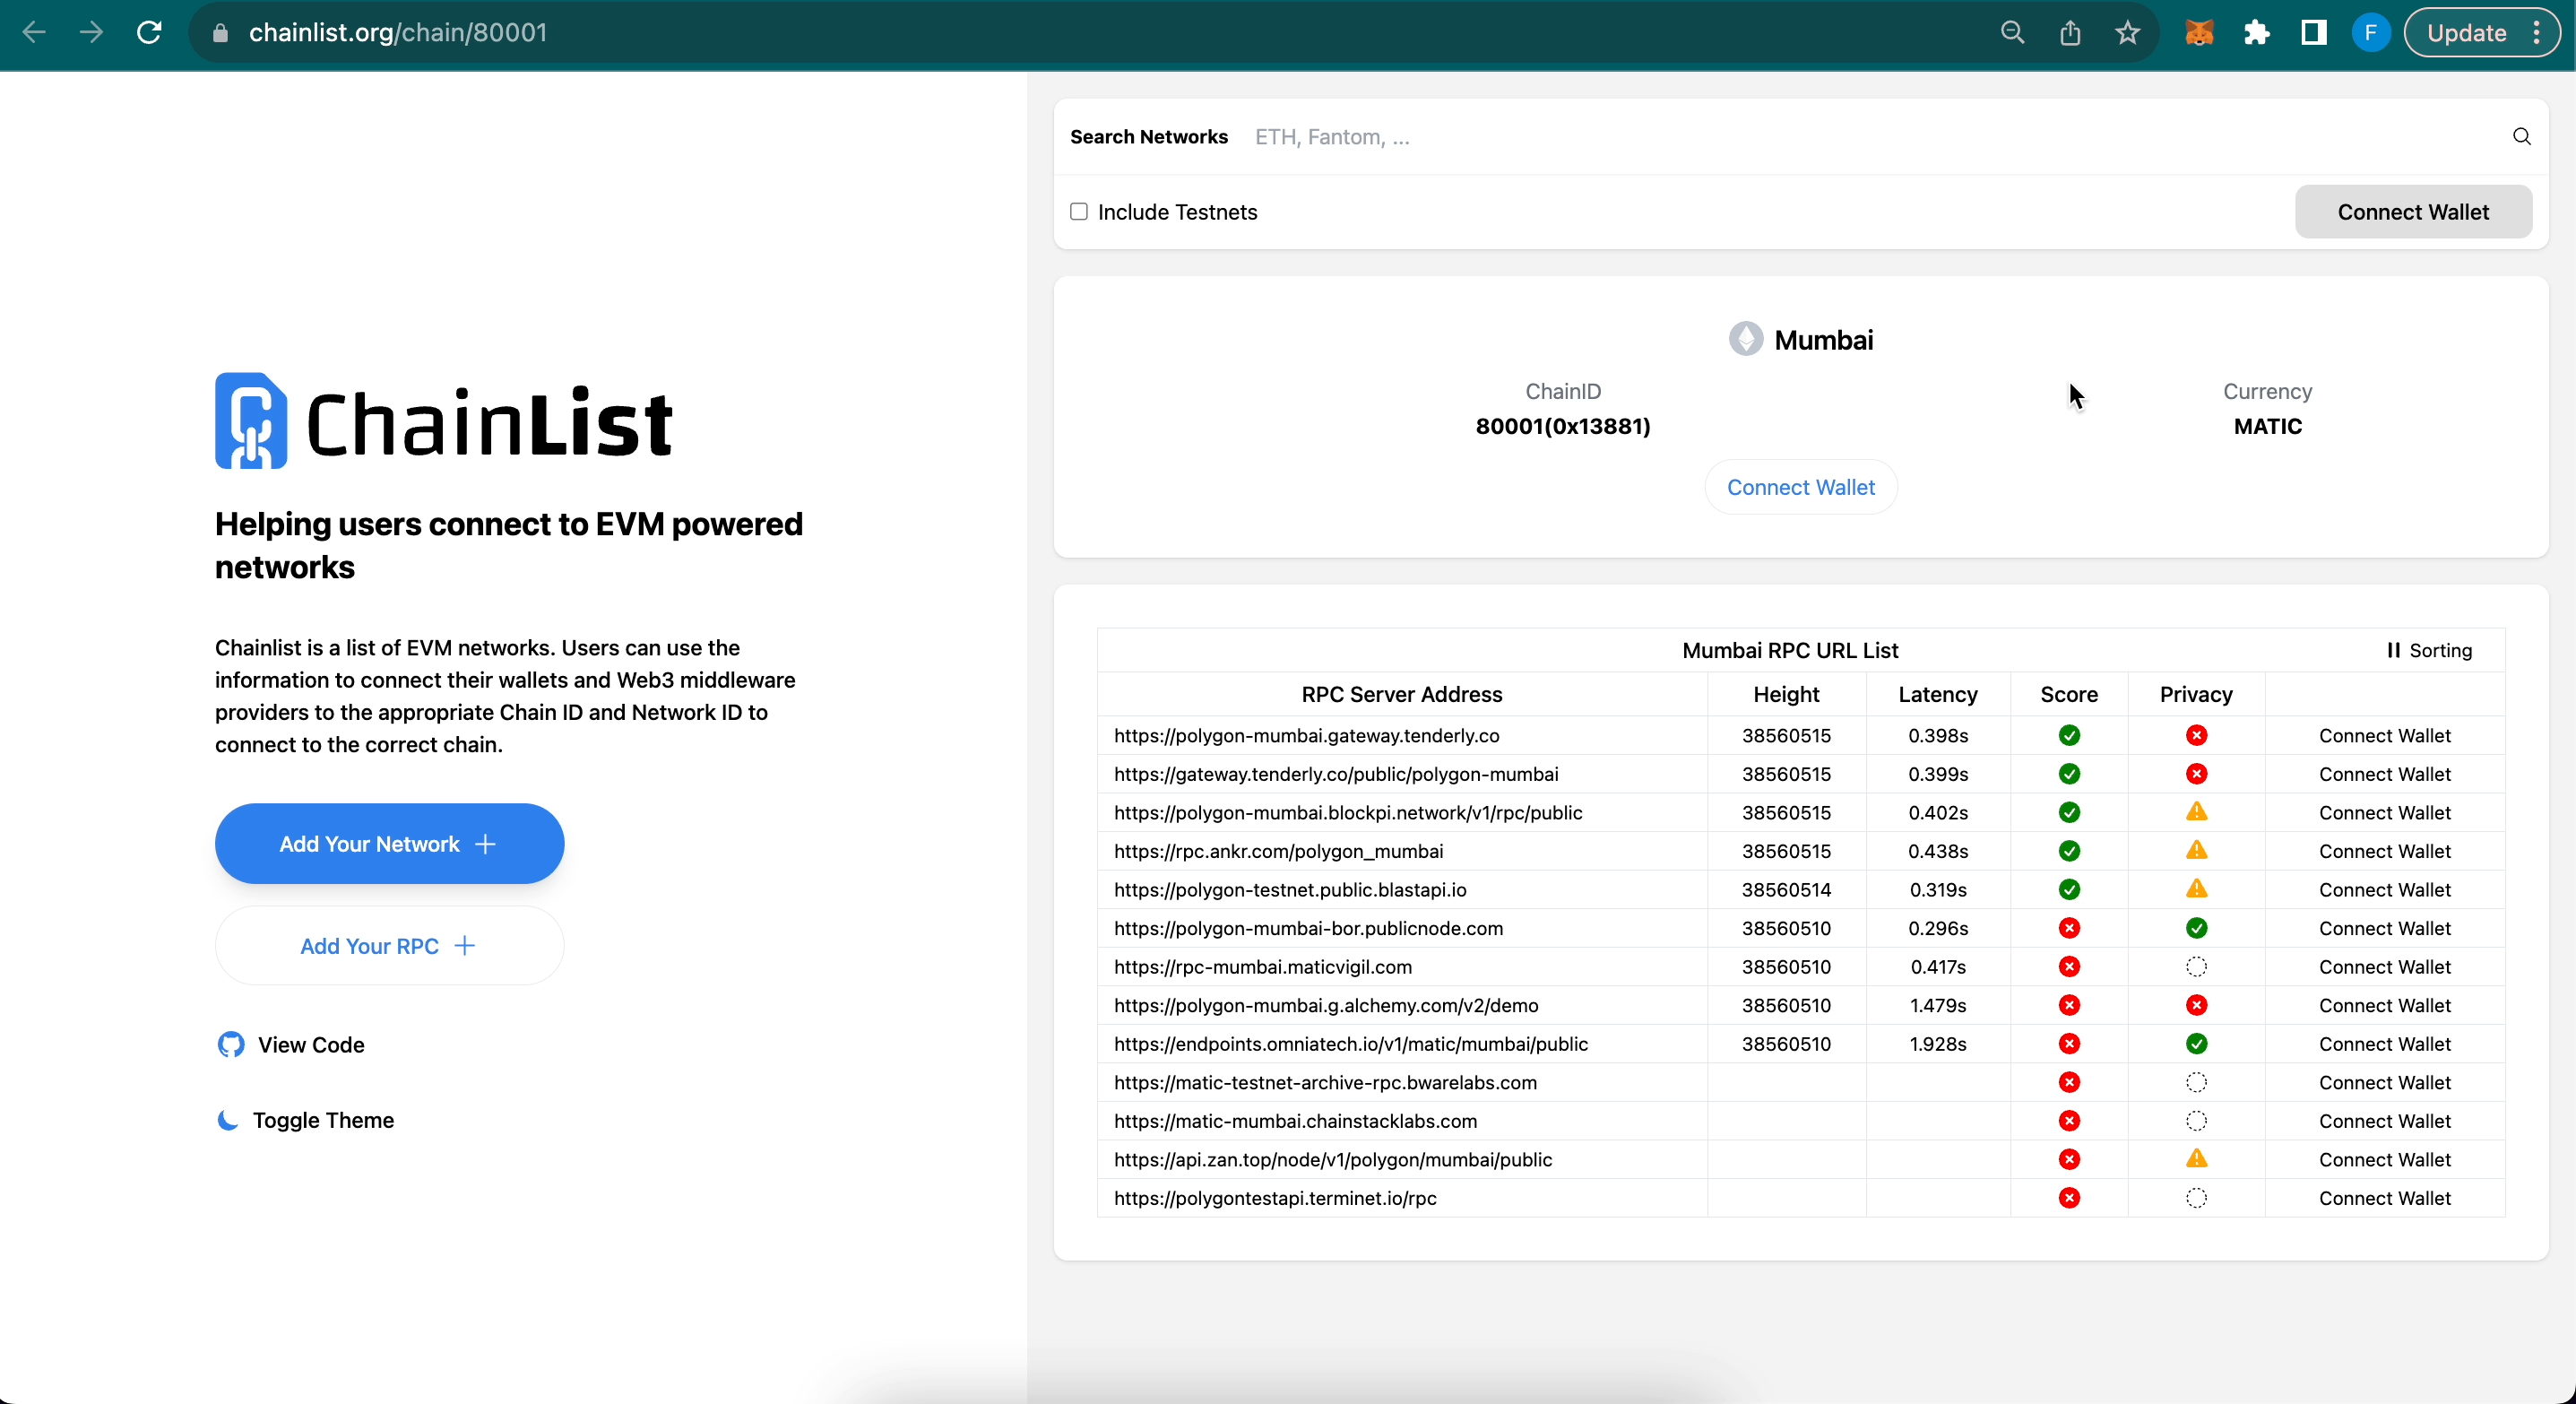 chainlist.org/chain/80001
F
Update
ChainList
Helping users connect to EVM powered
networks
Chainlist is a list of EVM networks. Users can use the
information to connect their wallets and Web3 middleware
providers to the appropriate Chain ID and Network ID to
connect to the correct chain.
Add Your Network
Add Your RPC
View Code
Toggle Theme
Search Networks ETH, Fantom, ...
Include Testnets
Connect Wallet
Mumbai
ChainID
80001(0x13881)
Currency
MATIC
Connect Wallet
Mumbai RPC URL List
Sorting
RPC Server Address Height Latency Score Privacy
https://polygon-mumbai.gateway.tenderly.co 38560515 0.398s Connect Wallet
https://gateway.tenderly.co/public/polygon-mumbai 38560515 0.399s Connect Wallet
https://polygon-mumbai.blockpi.network/v1/rpc/public 38560515 0.402s Connect Wallet
https://rpc.ankr.com/polygon_mumbai 38560515 0.438s Connect Wallet
https://polygon-testnet.public.blastapi.io 38560514 0.319s Connect Wallet
https://polygon-mumbai-bor.publicnode.com 38560510 0.296s Connect Wallet
https://rpc-mumbai.maticvigil.com 38560510 0.417s Connect Wallet
https://polygon-mumbai.g.alchemy.com/v2/demo 38560510 1.479s Connect Wallet
https://endpoints.omniatech.io/v1/matic/mumbai/public 38560510 1.928s Connect Wallet
https://matic-testnet-archive-rpc.bwarelabs.com Connect Wallet
https://matic-mumbai.chainstacklabs.com Connect Wallet
https://api.zan.top/node/v1/polygon/mumbai/public Connect Wallet
https://polygontestapi.terminet.io/rpc Connect Wallet